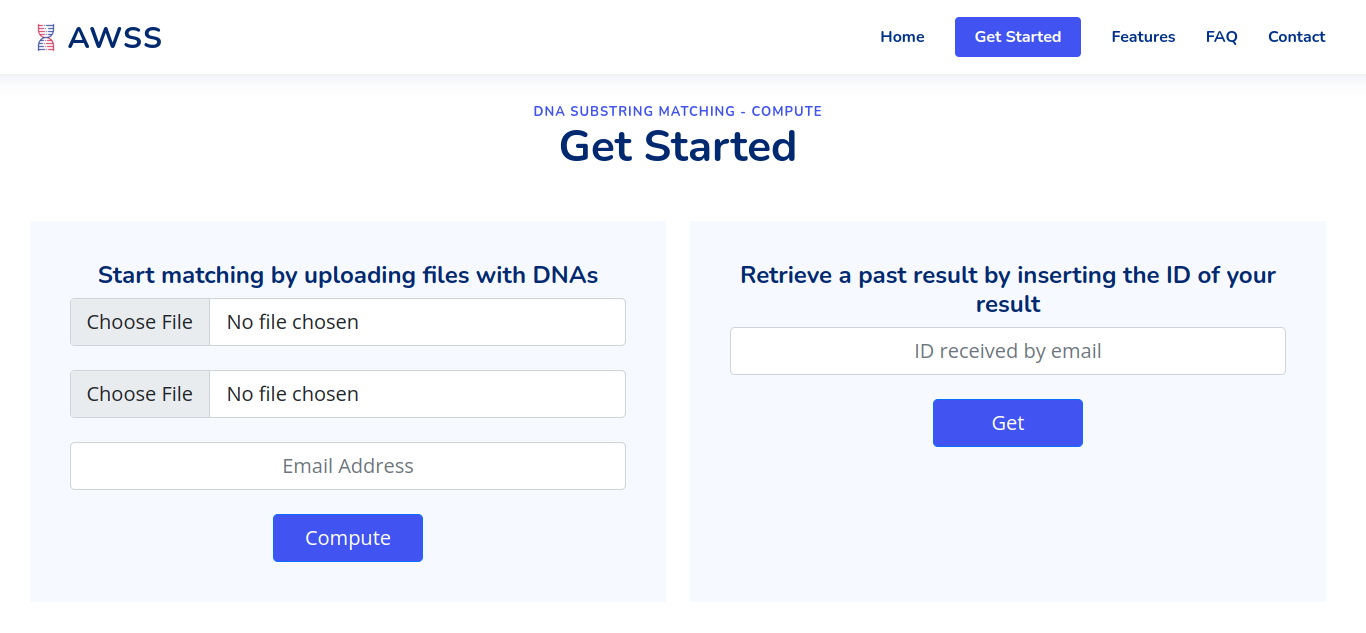 AWSS
Home Get Started Features FAQ Contact
DNA SUBSTRING MATCHING - COMPUTE
Get Started
Start matching by uploading files with DNAs
Choose File No file chosen
Choose File No file chosen
Email Address
Compute
Retrieve a past result by inserting the ID of your
result
ID received by email
Get